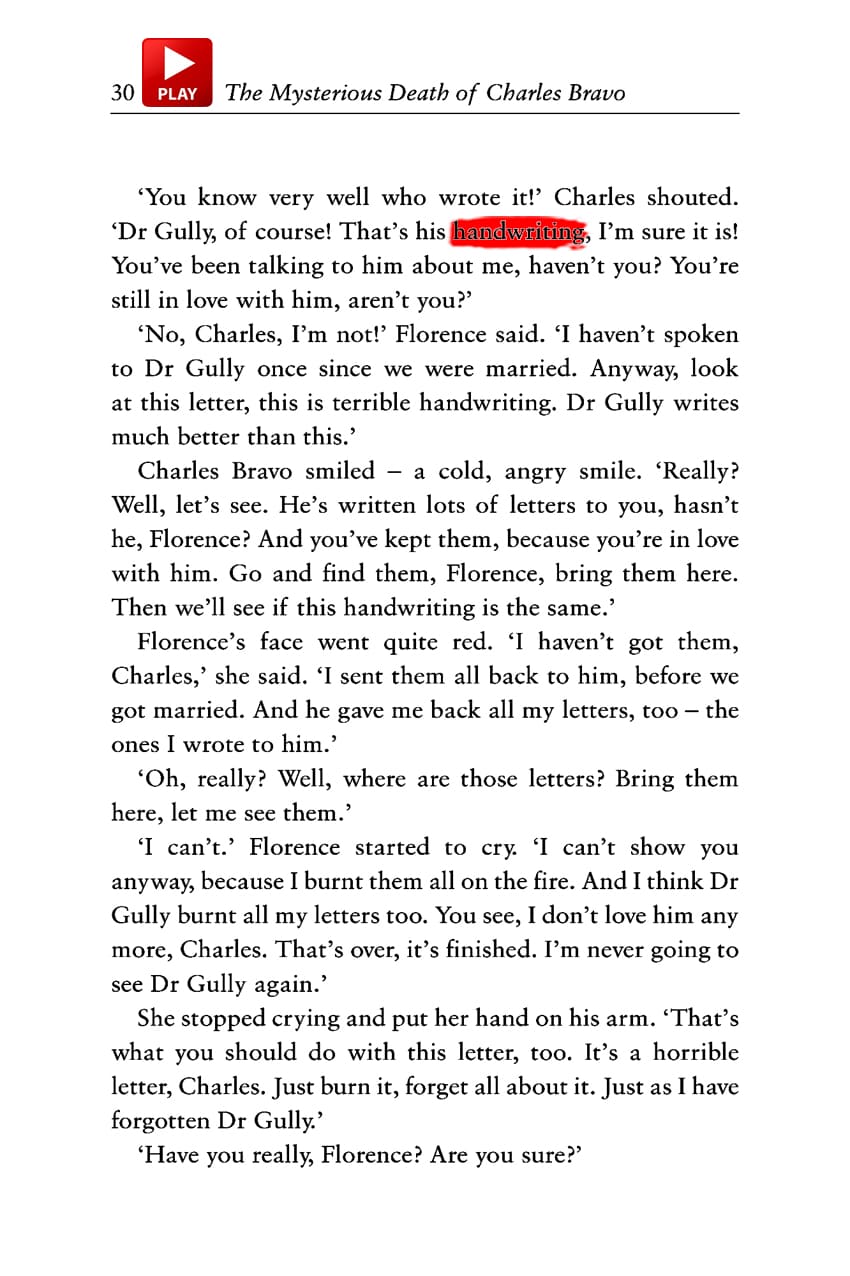 30 PLAY The Mysterious Death of Charles Bravo
‘You know very well who wrote it!’ Charles shouted.
‘Dr Gully, of course! That’s his handwriting, I’m sure it is!
You’ve been talking to him about me, haven’t you? You’re
still in love with him, aren’t you?’
‘No, Charles, I’m not!’ Florence said. ‘I haven’t spoken
to Dr Gully once since we were married. Anyway, look
at this letter, this is terrible handwriting. Dr Gully writes
much better than this.’
Charles Bravo smiled – a cold, angry smile. ‘Really?
Well, let’s see. He’s written lots of letters to you, hasn’t
he, Florence? And you’ve kept them, because you’re in love
with him. Go and find them, Florence, bring them here.
Then we’ll see if this handwriting is the same.’
Florence’s face went quite red. ‘I haven’t got them,
Charles,’ she said. ‘I sent them all back to him, before we
got married. And he gave me back all my letters, too – the
ones I wrote to him.’
‘Oh, really? Well, where are those letters? Bring them
here, let me see them.’
‘I can’t.’ Florence started to cry. ‘I can’t show you
anyway, because I burnt them all on the fire. And I think Dr
Gully burnt all my letters too. You see, I don’t love him any
more, Charles. That’s over, it’s finished. I’m never going to
see Dr Gully again.’
She stopped crying and put her hand on his arm. ‘That’s
what you should do with this letter, too. It’s a horrible
letter, Charles. Just burn it, forget all about it. Just as I have
forgotten Dr Gully.’
‘Have you really, Florence? Are you sure?’